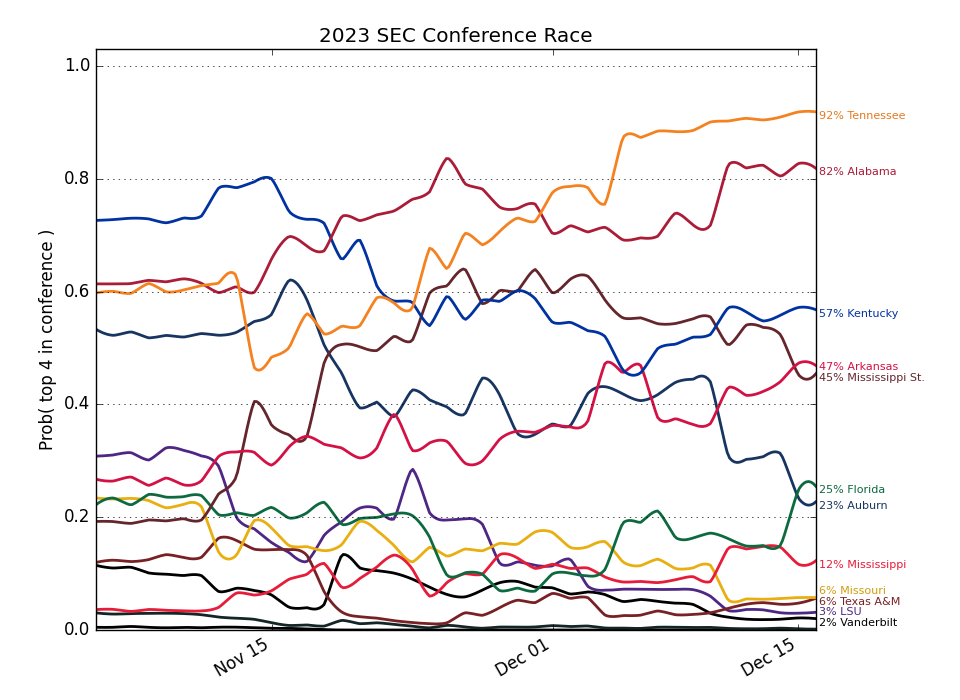 2023 SEC Conference Race
Prob( top 4 in conference )
1.0
0.8
0.6
0.4
0.2
0.0
Nov 15
Dec 01
Dec 15
92% Tennessee
82% Alabama
57% Kentucky
47% Arkansas
45% Mississippi St.
25% Florida
23% Auburn
12% Mississippi
6% Missouri
6% Texas A&M
3% LSU
2% Vanderbilt